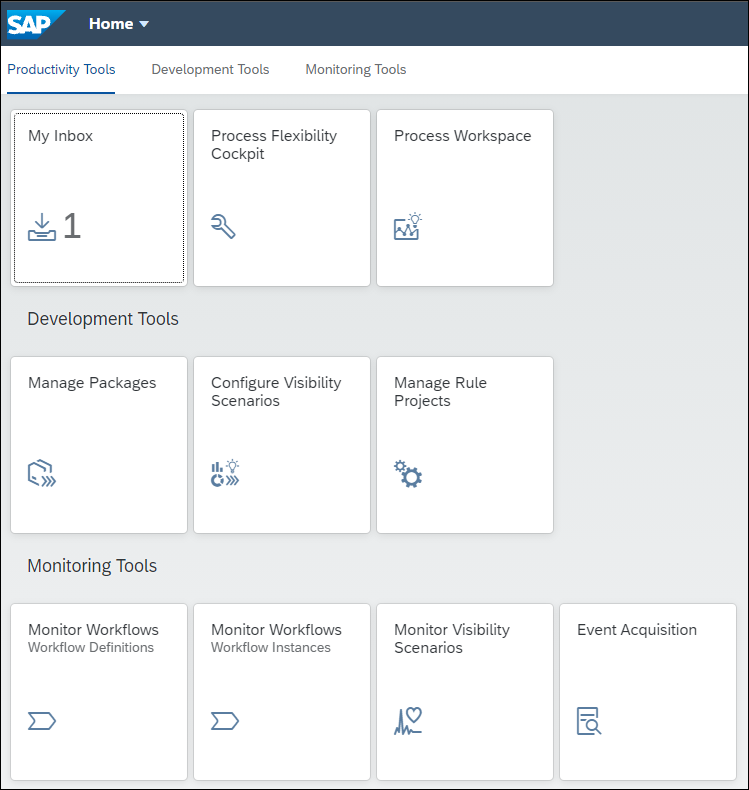 SAP Home
Productivity Tools Development Tools Monitoring Tools
My Inbox
1
Process Flexibility
Cockpit
Process Workspace
Development Tools
Manage Packages
Configure Visibility
Scenarios
Manage Rule
Projects
Monitoring Tools
Monitor Workflows
Workflow Definitions
Monitor Workflows
Workflow Instances
Monitor Visibility
Scenarios
Event Acquisition